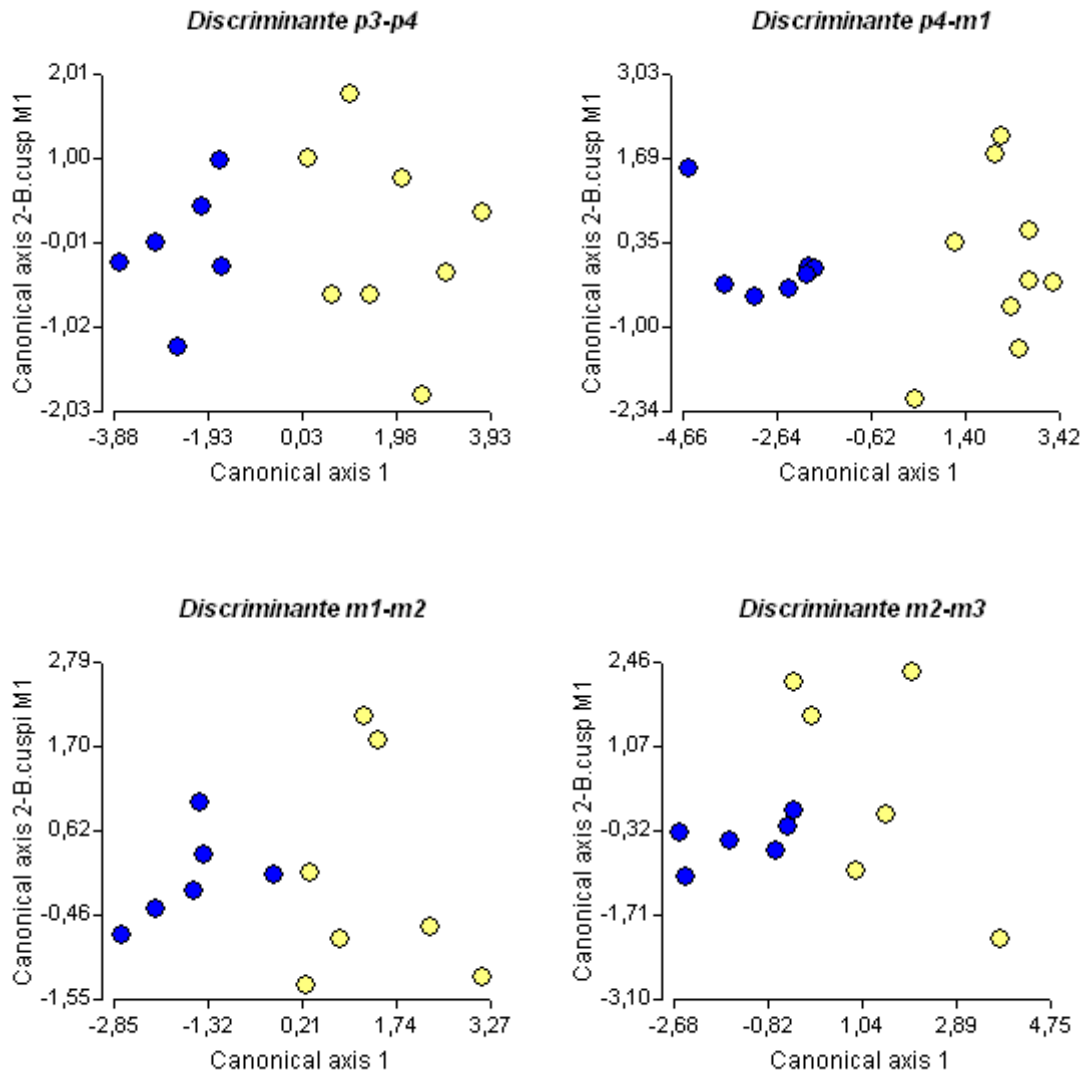 Discriminante p3-p4
Canonical axis 2-B.cusp M1
2,01
1,00
-0,01
-1,02
-2,03
-3,88 -1,93 0,03 1,98 3,93
Canonical axis 1
Discriminante p4-m1
Canonical axis 2-B.cusp M1
3,03
1,69
0,35
-1,00
-2,34
-4,66 -2,64 -0,62 1,40 3,42
Canonical axis 1
Discriminante m1-m2
Canonical axis 2-B.cuspi M1
2,79
1,70
0,62
-0,46
-1,55
-2,85 -1,32 0,21 1,74 3,27
Canonical axis 1
Discriminante m2-m3
Canonical axis 2-B.cusp M1
2,46
1,07
-0,32
-1,71
-3,10
-2,68 -0,82 1,04 2,89 4,75
Canonical axis 1